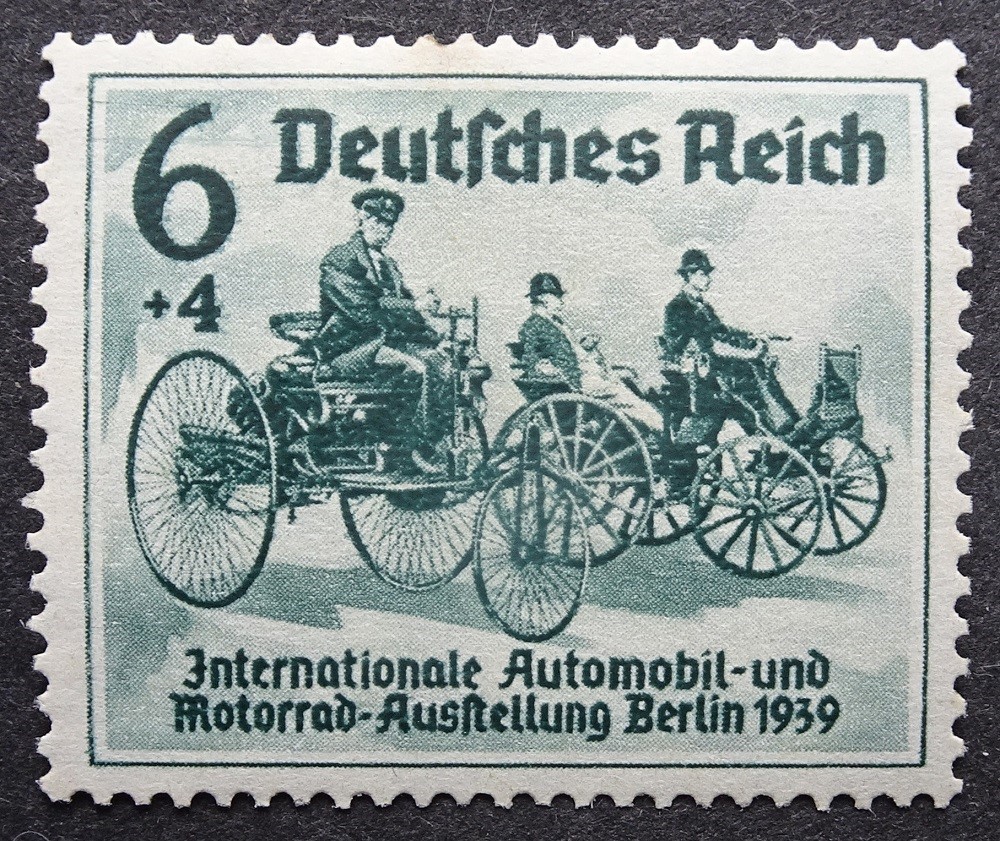 6 Deutſches Reich
+4
Internationale Automobil-und
Motorrad-Ausſtellung Berlin 1939